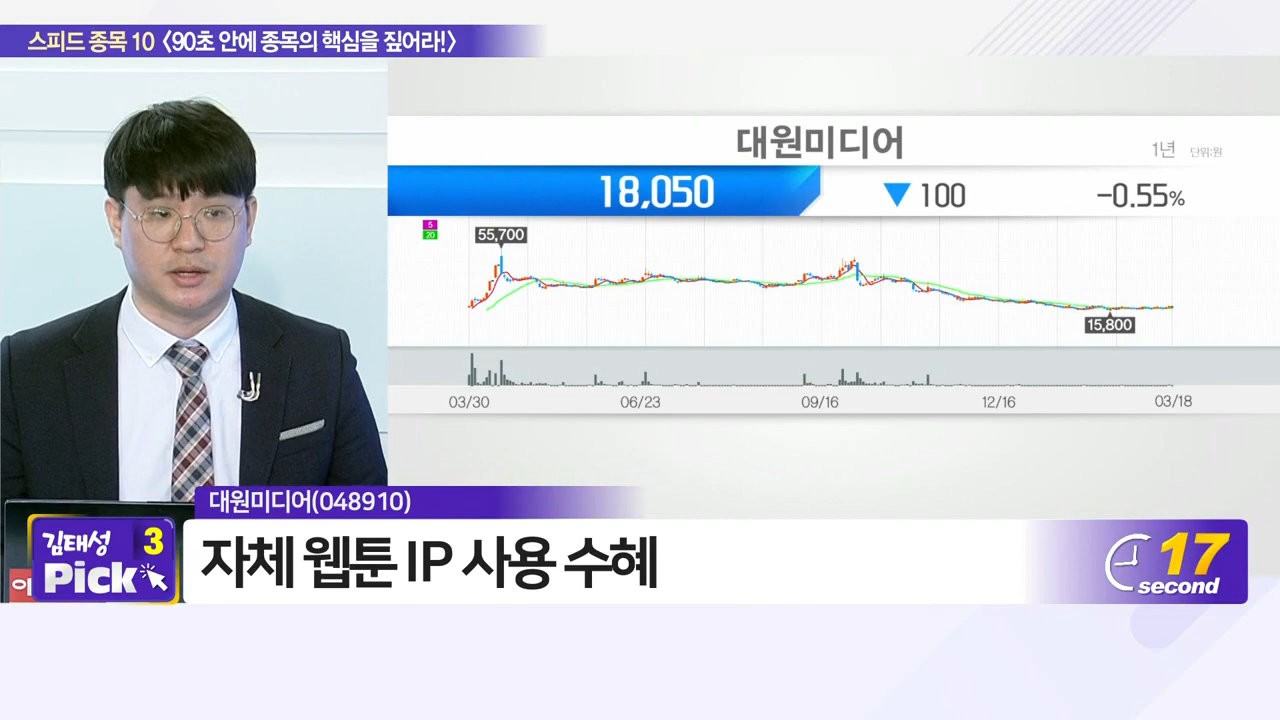 스피드 종목 10 <90초 안에 종목의 핵심을 짚어라!>
대원미디어
1년 단위:원
18,050 ▼ 100 -0.55%
5
20
55,700
15,800
03/30 06/23 09/16 12/16 03/18
대원미디어(048910)
김태성 3
Pick
자체 웹툰 IP 사용 수혜
17
second